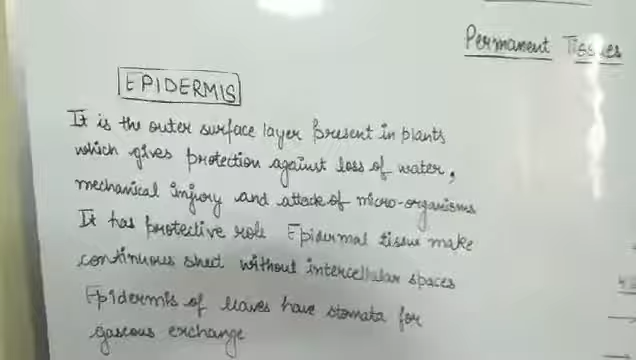 Permanent Tissues
EPIDERMIS
It is the outer surface layer Present in plants
which gives protection against loss of water,
mechanical injury and attack of micro-organisms
It has protective role Epidermal tissue make
continuous sheet without intercellular spaces
Epidermis of leaves have stomata for
gaseous exchange